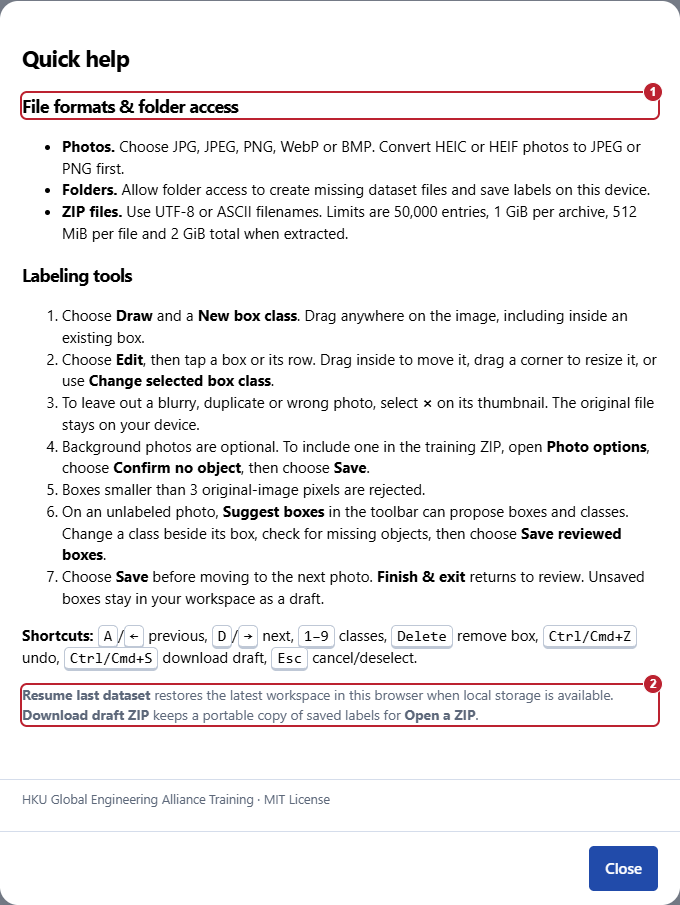 Quick help
File formats & folder access
1
• Photos. Choose JPG, JPEG, PNG, WebP or BMP. Convert HEIC or HEIF photos to JPEG or
PNG first.
• Folders. Allow folder access to create missing dataset files and save labels on this device.
• ZIP files. Use UTF-8 or ASCII filenames. Limits are 50,000 entries, 1 GiB per archive, 512
MiB per file and 2 GiB total when extracted.
Labeling tools
1. Choose Draw and a New box class. Drag anywhere on the image, including inside an
existing box.
2. Choose Edit, then tap a box or its row. Drag inside to move it, drag a corner to resize it, or
use Change selected box class.
3. To leave out a blurry, duplicate or wrong photo, select × on its thumbnail. The original file
stays on your device.
4. Background photos are optional. To include one in the training ZIP, open Photo options,
choose Confirm no object, then choose Save.
5. Boxes smaller than 3 original-image pixels are rejected.
6. On an unlabeled photo, Suggest boxes in the toolbar can propose boxes and classes.
Change a class beside its box, check for missing objects, then choose Save reviewed
boxes.
7. Choose Save before moving to the next photo. Finish & exit returns to review. Unsaved
boxes stay in your workspace as a draft.
Shortcuts: A/← previous, D/→ next, 1–9 classes, Delete remove box, Ctrl/Cmd+Z
undo, Ctrl/Cmd+S download draft, Esc cancel/deselect.
2
Resume last dataset restores the latest workspace in this browser when local storage is available.
Download draft ZIP keeps a portable copy of saved labels for Open a ZIP.
HKU Global Engineering Alliance Training · MIT License
Close